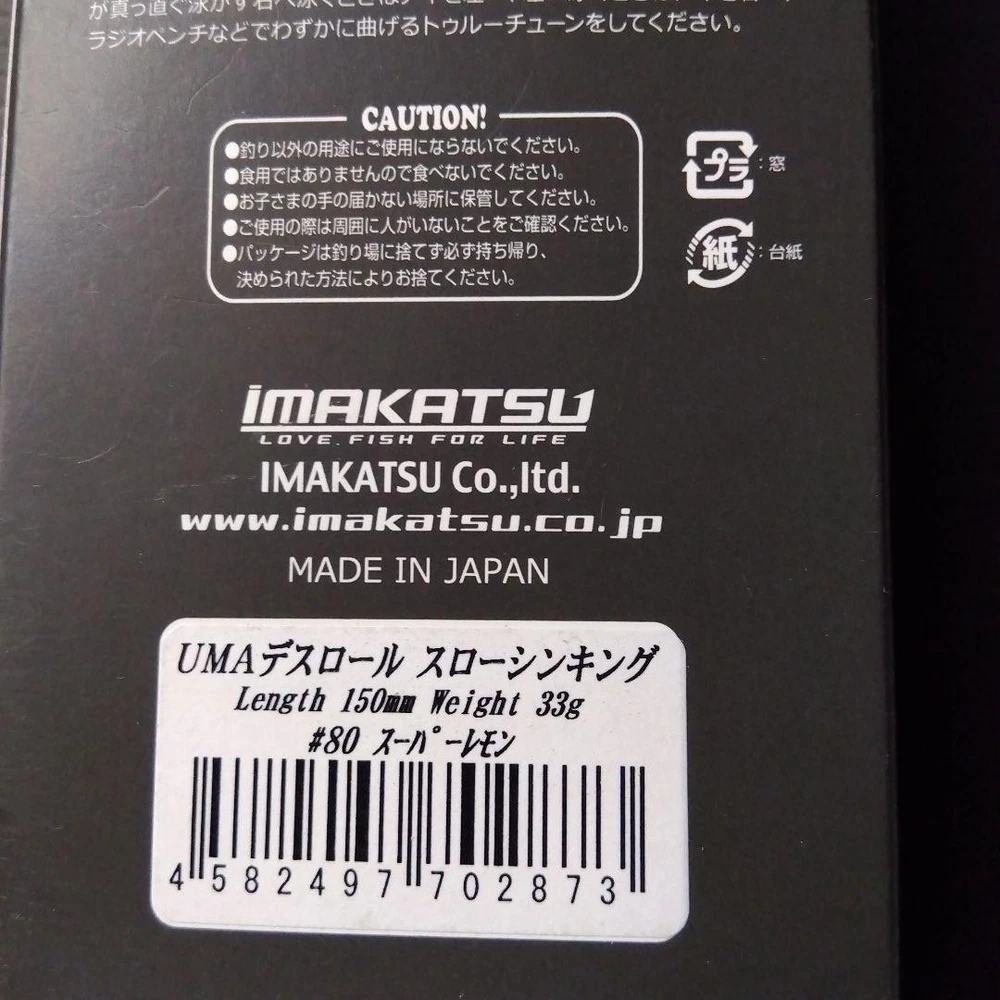 ラジオペンチなどでわずかに曲げるトゥルーチューンをしてください。
CAUTION!
●釣り以外の用途にご使用にならないでください。
●食用ではありませんので食べないでください。
●お子さまの手の届かない場所に保管してください。
●ご使用の際は周囲に人がいないことをご確認ください。
●パッケージは釣り場に捨てず必ず持ち帰り、
決められた方法によりお捨てください。
プラ : 窓
紙 : 台紙
IMAKATSU
LOVE FISH FOR LIFE
IMAKATSU Co.,ltd.
www.imakatsu.co.jp
MADE IN JAPAN
UMAデスロール スローシンキング
Length 150mm Weight 33g
#80 スーパーレモン
4 582497 702873